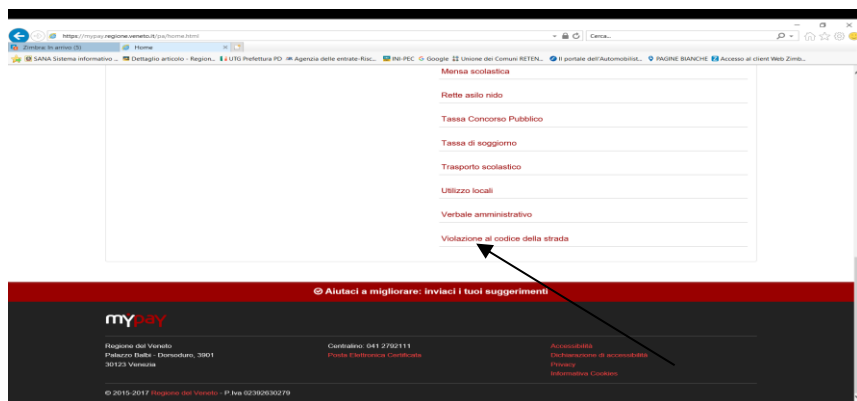 https://mypay.regione.veneto.it/pa/home.html
Cerca...
Zimbra: In arrivo (5)
Home
SANA Sistema informativo ...
Dettaglio articolo - Region...
UTG Prefettura PD
Agenzia delle entrate-Risc...
INI-PEC
Google
Unione dei Comuni RETEN...
Il portale dell'Automobilist...
PAGINE BIANCHE
Accesso al client Web Zimb...
Mensa scolastica
Rette asilo nido
Tassa Concorso Pubblico
Tassa di soggiorno
Trasporto scolastico
Utilizzo locali
Verbale amministrativo
Violazione al codice della strada
Aiutaci a migliorare: inviaci i tuoi suggerimenti
mypay
Regione del Veneto
Palazzo Balbi - Dorsoduro, 3901
30123 Venezia
Centralino: 041 2792111
Posta Elettronica Certificata
Accessibilità
Dichiarazione di accessibilità
Privacy
Informativa Cookies
© 2015-2017 Regione del Veneto - P.Iva 02392630279